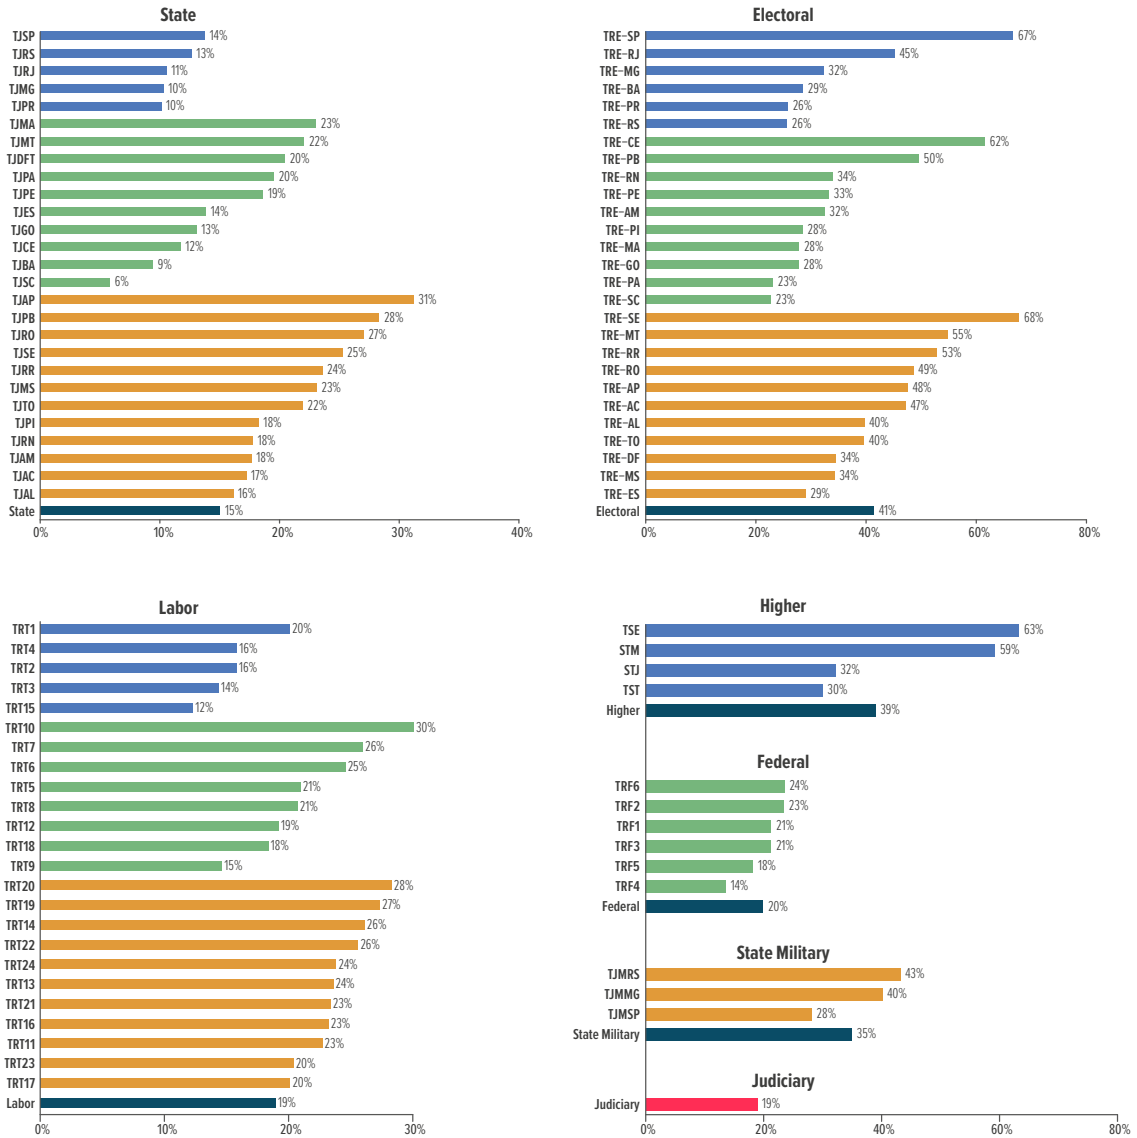 State
TJSP 14%
TJRS 13%
TJRJ 11%
TJMG 10%
TJPR 10%
TJMA 23%
TJMT 22%
TJDFT 20%
TJPA 20%
TJPE 19%
TJES 14%
TJGO 13%
TJCE 12%
TJBA 9%
TJSC 6%
TJAP 31%
TJPB 28%
TJRO 27%
TJSE 25%
TJRR 24%
TJMS 23%
TJTO 22%
TJPI 18%
TJRN 18%
TJAM 18%
TJAC 17%
TJAL 16%
State 15%
0% 10% 20% 30% 40%
Electoral
TRE-SP 67%
TRE-RJ 45%
TRE-MG 32%
TRE-BA 29%
TRE-PR 26%
TRE-RS 26%
TRE-CE 62%
TRE-PB 50%
TRE-RN 34%
TRE-PE 33%
TRE-AM 32%
TRE-PI 28%
TRE-MA 28%
TRE-GO 28%
TRE-PA 23%
TRE-SC 23%
TRE-SE 68%
TRE-MT 55%
TRE-RR 53%
TRE-RO 49%
TRE-AP 48%
TRE-AC 47%
TRE-AL 40%
TRE-TO 40%
TRE-DF 34%
TRE-MS 34%
TRE-ES 29%
Electoral 41%
0% 20% 40% 60% 80%
Labor
TRT1 20%
TRT4 16%
TRT2 16%
TRT3 14%
TRT15 12%
TRT10 30%
TRT7 26%
TRT6 25%
TRT5 21%
TRT8 21%
TRT12 19%
TRT18 18%
TRT9 15%
TRT20 28%
TRT19 27%
TRT14 26%
TRT22 26%
TRT24 24%
TRT13 24%
TRT21 23%
TRT16 23%
TRT11 23%
TRT23 20%
TRT17 20%
Labor 19%
0% 10% 20% 30%
Higher
TSE 63%
STM 59%
STJ 32%
TST 30%
Higher 39%
Federal
TRF6 24%
TRF2 23%
TRF1 21%
TRF3 21%
TRF5 18%
TRF4 14%
Federal 20%
State Military
TJMRS 43%
TJMMG 40%
TJMSP 28%
State Military 35%
Judiciary
Judiciary 19%
0% 20% 40% 60% 80%